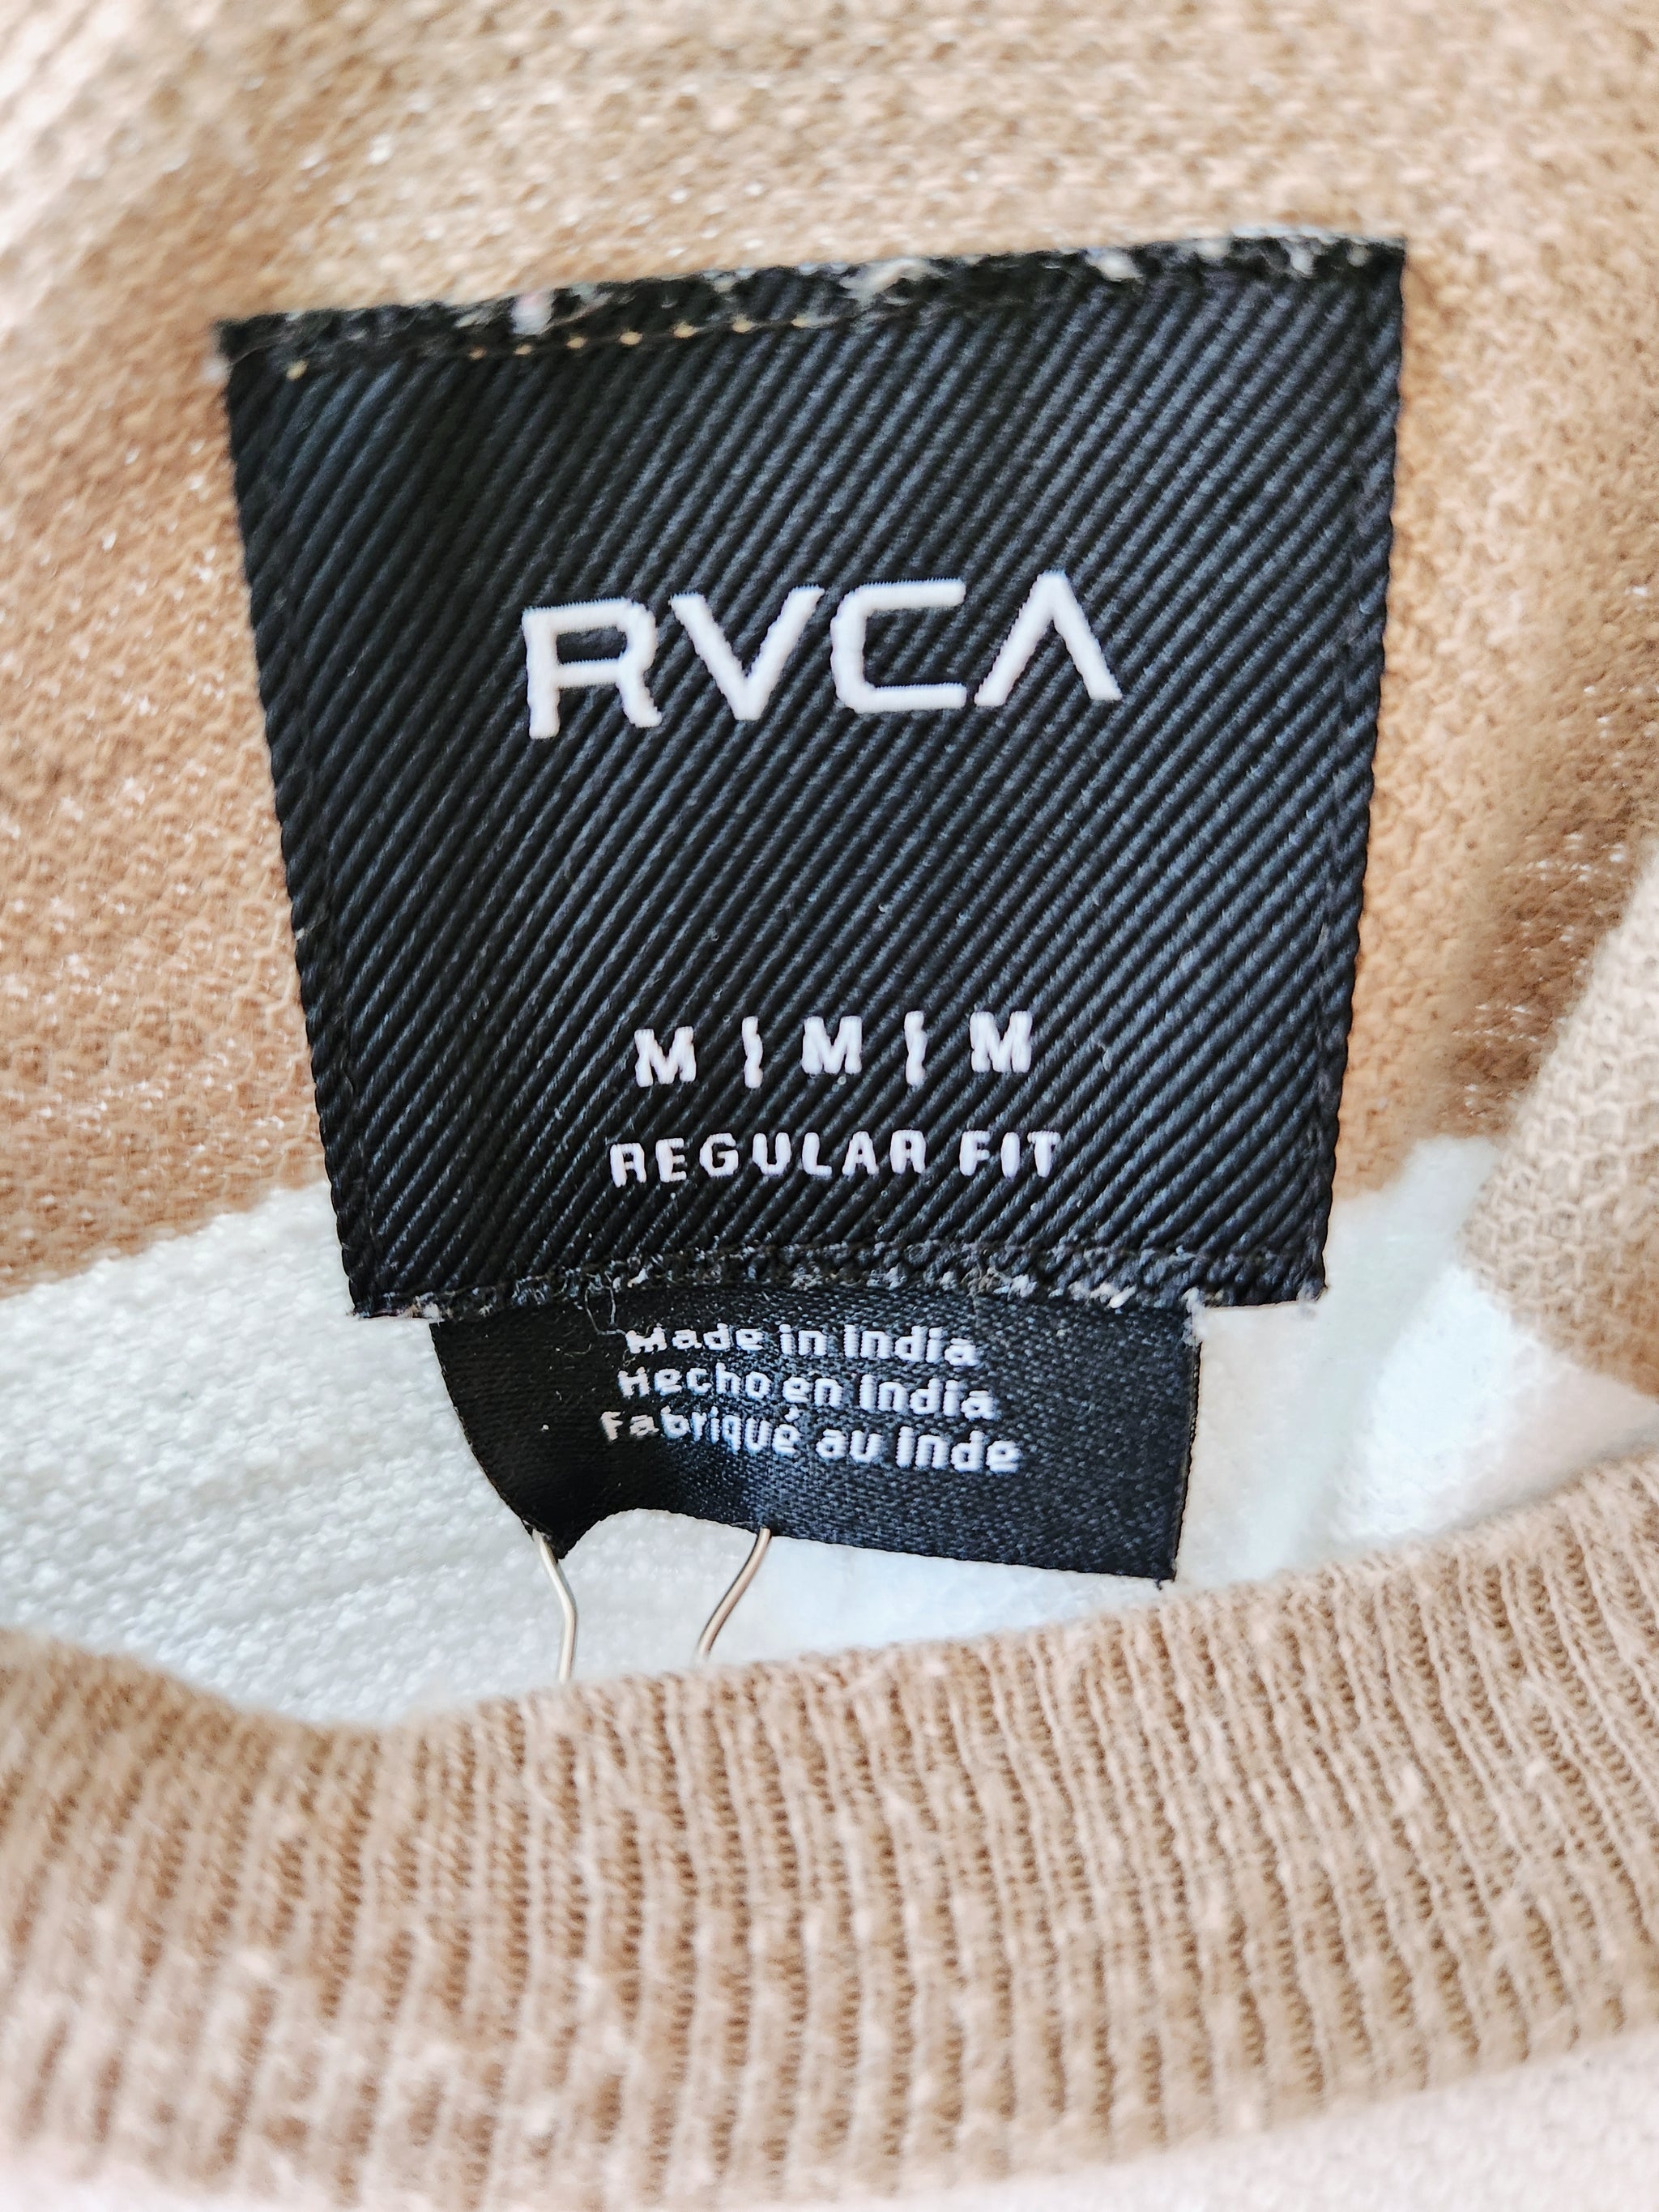 RVCA
M | M | M
REGULAR FIT
Made in India
Hecho en India
Fabriqué au Inde